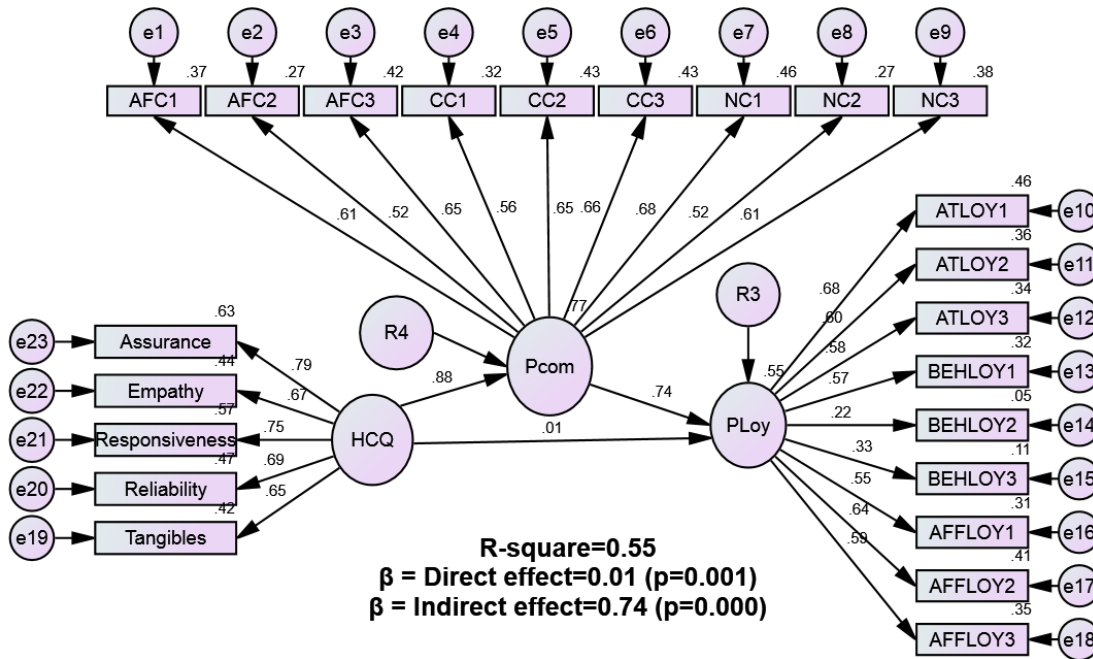 e1 e2 e3 e4 e5 e6 e7 e8 e9
.37 .27 .42 .32 .43 .43 .46 .27 .38
AFC1 AFC2 AFC3 CC1 CC2 CC3 NC1 NC2 NC3
.61 .52 .65 .56 .65 .66 .68 .52 .61
.46
ATLOY1 e10
.36
ATLOY2 e11
.34
ATLOY3 e12
.32
BEHLOY1 e13
.05
BEHLOY2 e14
.11
BEHLOY3 e15
.31
AFFLOY1 e16
.41
AFFLOY2 e17
.35
AFFLOY3 e18
.68
.60
.58
.57
.22
.33
.55
.64
.59
R3
.55
PLoy
R4
.77
Pcom
.88
.74
.01
HCQ
.63
e23 Assurance
.44
e22 Empathy
.57
e21 Responsiveness
.47
e20 Reliability
.42
e19 Tangibles
.79
.67
.75
.69
.65
R-square=0.55
β = Direct effect=0.01 (p=0.001)
β = Indirect effect=0.74 (p=0.000)